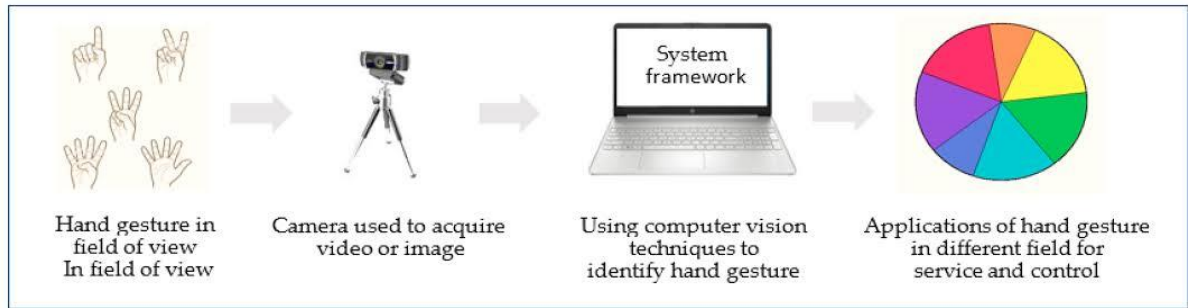 System
framework
Hand gesture in
field of view
In field of view
Camera used to acquire
video or image
Using computer vision
techniques to
identify hand gesture
Applications of hand gesture
in different field for
service and control